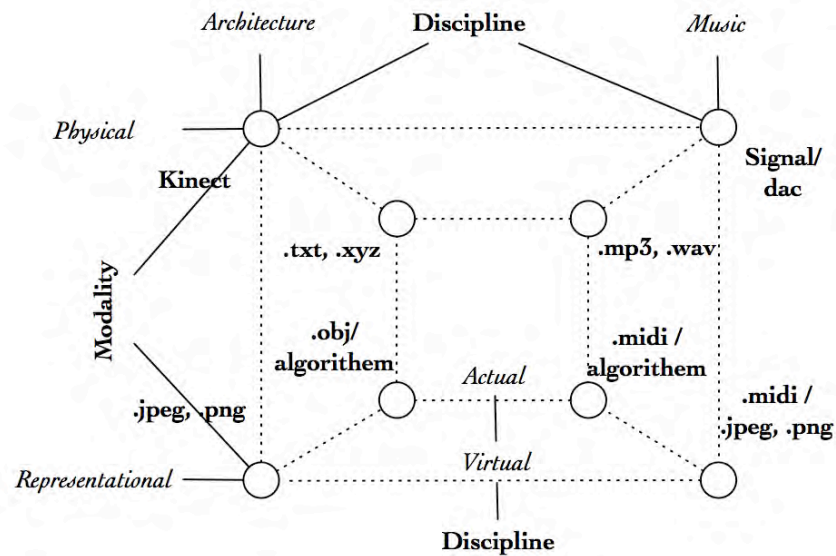 Architecture
Discipline
Music
Physical
Kinect
Signal/
dac
.txt, .xyz
.mp3, .wav
Modality
.obj/
algorithem
.midi /
algorithem
Actual
.jpeg, .png
.midi /
.jpeg, .png
Virtual
Representational
Discipline